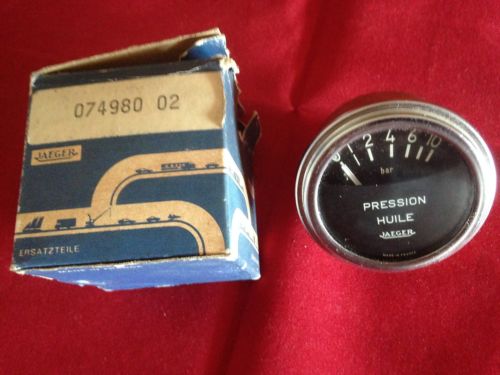 074980 02
JAEGER
ERSATZTEILE
0 2 4 6 10
bar
PRESSION
HUILE
JAEGER
MADE IN FRANCE